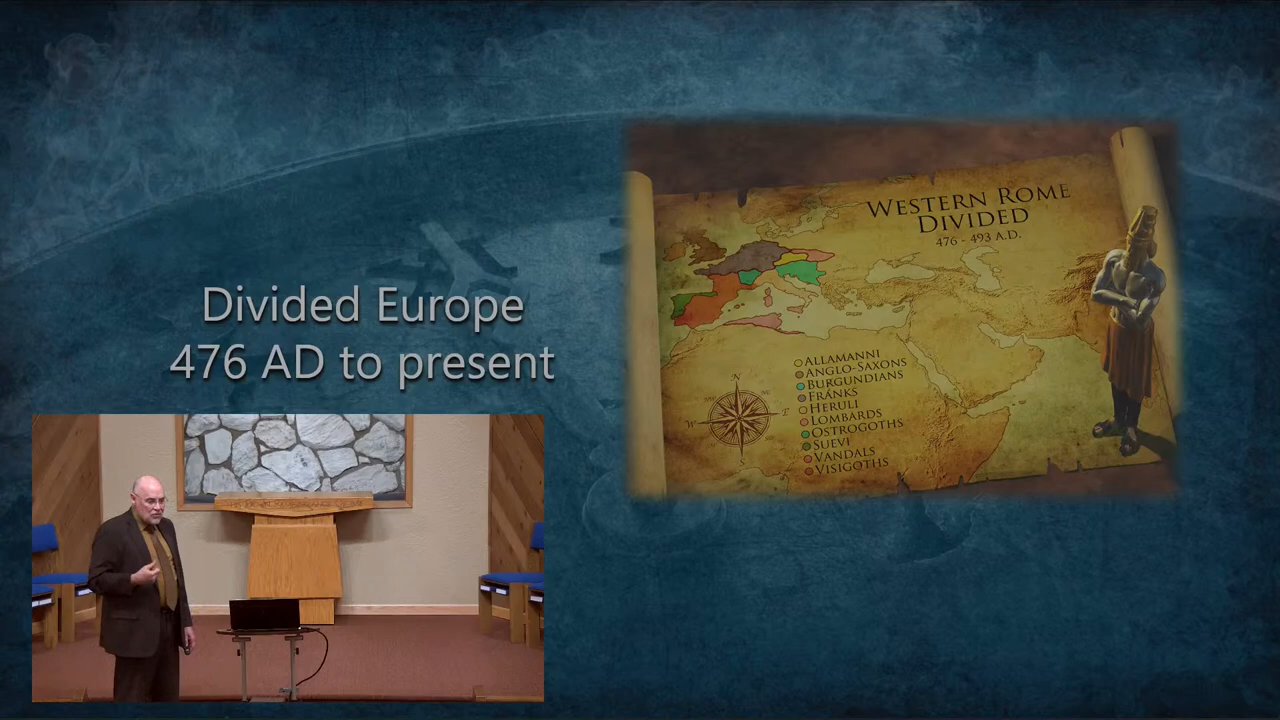 Divided Europe
476 AD to present
WESTERN ROME
DIVIDED
476 - 493 A.D.
N
W
E
S
ALLAMANNI
ANGLO-SAXONS
BURGUNDIANS
FRANKS
HERULI
LOMBARDS
OSTROGOTHS
SUEVI
VANDALS
VISIGOTHS